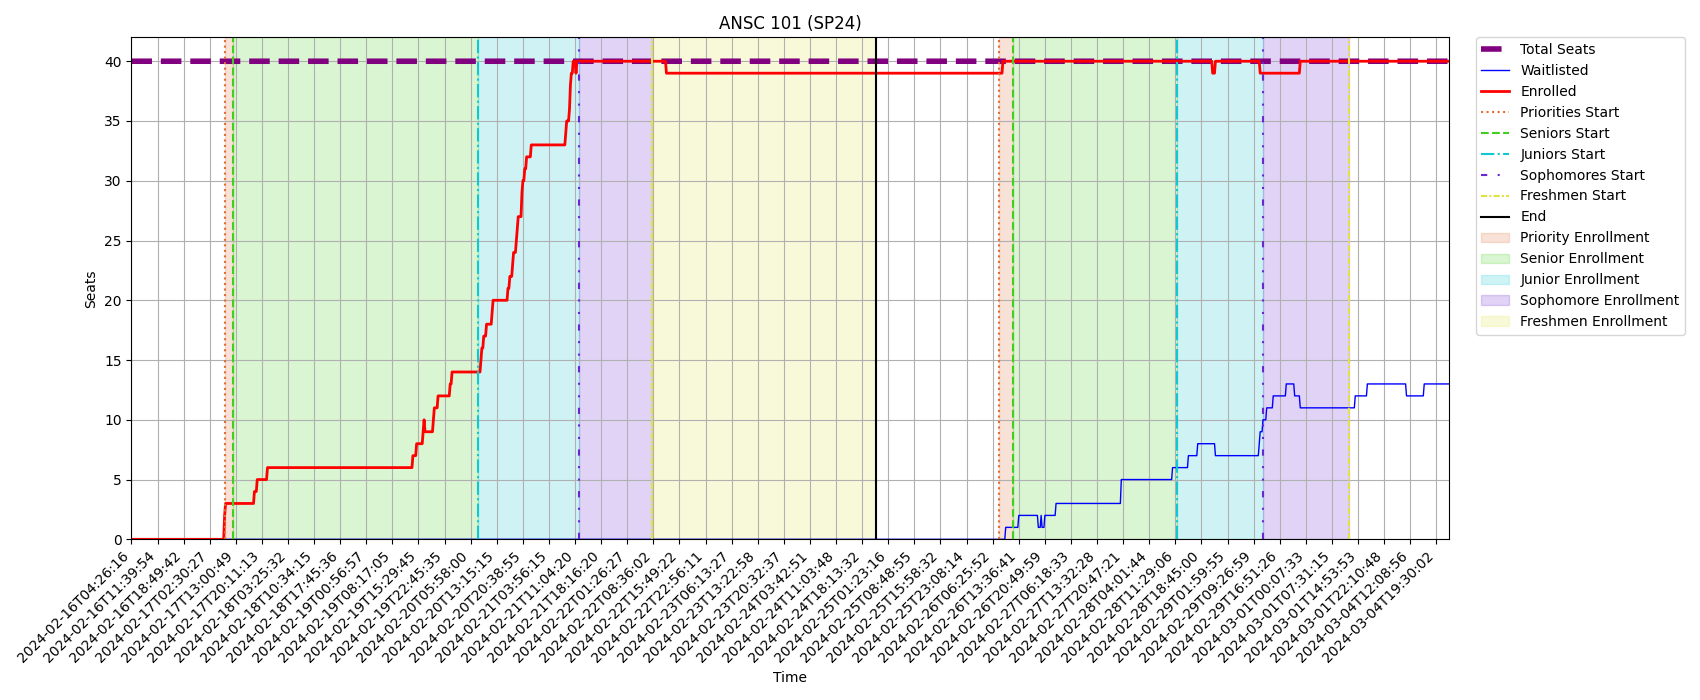 ANSC 101 (SP24)
Seats
40
35
30
25
20
15
10
5
0
2024-02-16T04:26:16
2024-02-16T11:39:54
2024-02-16T18:49:42
2024-02-17T02:30:27
2024-02-17T13:00:49
2024-02-17T20:11:13
2024-02-18T03:25:32
2024-02-18T10:34:15
2024-02-18T17:45:36
2024-02-19T00:56:57
2024-02-19T08:17:05
2024-02-19T15:29:45
2024-02-19T22:45:35
2024-02-20T05:58:00
2024-02-20T13:15:15
2024-02-20T20:38:55
2024-02-21T03:56:15
2024-02-21T11:04:20
2024-02-21T18:16:20
2024-02-22T01:26:27
2024-02-22T08:36:02
2024-02-22T15:49:22
2024-02-22T22:56:11
2024-02-23T06:13:27
2024-02-23T13:22:58
2024-02-23T20:32:37
2024-02-24T03:42:51
2024-02-24T11:03:48
2024-02-24T18:13:32
2024-02-25T01:23:16
2024-02-25T08:48:55
2024-02-25T15:58:32
2024-02-25T23:08:14
2024-02-26T06:25:52
2024-02-26T13:36:41
2024-02-26T20:49:59
2024-02-27T06:18:33
2024-02-27T13:32:28
2024-02-27T20:47:21
2024-02-28T04:01:44
2024-02-28T11:29:06
2024-02-28T18:45:00
2024-02-29T01:59:55
2024-02-29T09:26:59
2024-02-29T16:51:26
2024-03-01T00:07:33
2024-03-01T07:31:15
2024-03-01T14:53:53
2024-03-01T22:10:48
2024-03-04T12:08:56
2024-03-04T19:30:02
Time
Total Seats
Waitlisted
Enrolled
Priorities Start
Seniors Start
Juniors Start
Sophomores Start
Freshmen Start
End
Priority Enrollment
Senior Enrollment
Junior Enrollment
Sophomore Enrollment
Freshmen Enrollment